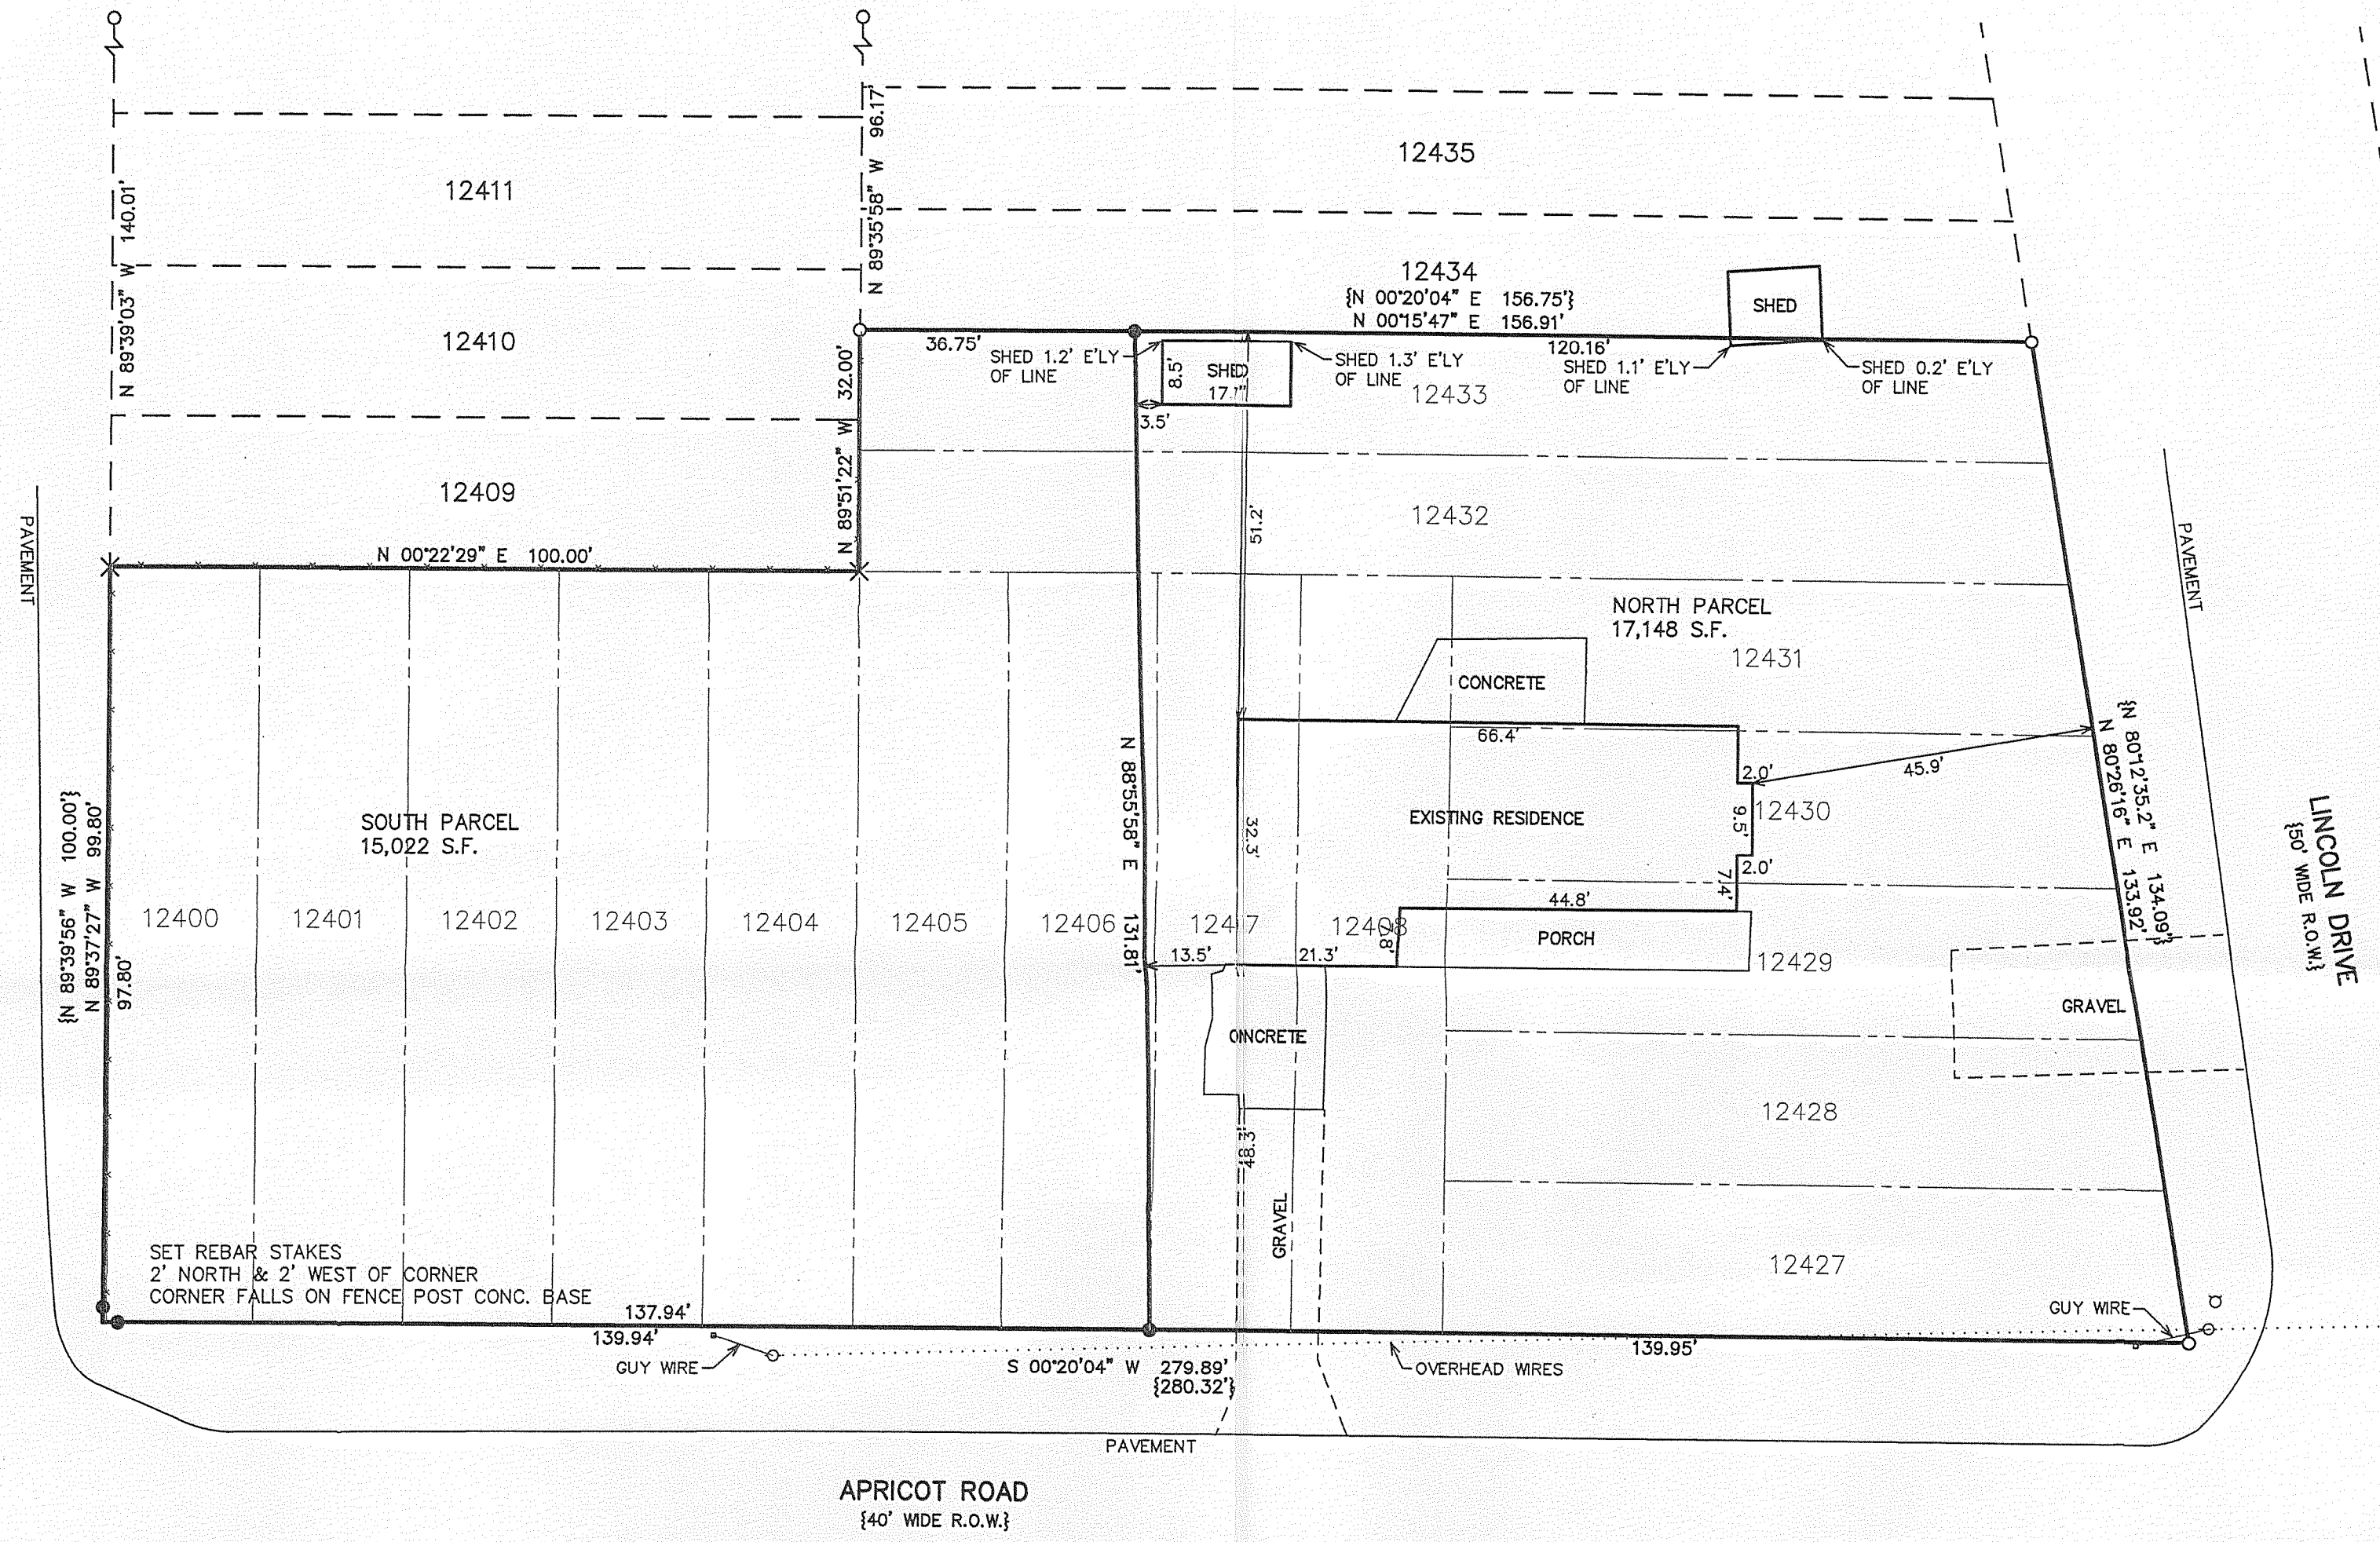 96.17'
N 89°35'58" W
12435
12411
140.01'
N 89°39'03" W
12434
{N 00°20'04" E 156.75'}
N 00°15'47" E 156.91'
SHED
12410
36.75'
120.16'
32.00'
N 89°51'22" W
SHED 1.2' E'LY
OF LINE
8.5'
SHED
3.5'
SHED 1.3' E'LY
OF LINE
12433
SHED 1.1' E'LY
OF LINE
SHED 0.2' E'LY
OF LINE
12409
51.2'
12432
PAVEMENT
N 00°22'29" E 100.00'
PAVEMENT
NORTH PARCEL
17,148 S.F.
12431
CONCRETE
66.4'
2.0'
45.9'
{N 80°12'35.2" E 134.09'}
N 80°26'16" E 133.92'
LINCOLN DRIVE
{50' WIDE R.O.W.}
N 88°55'58" E 131.81'
SOUTH PARCEL
15,022 S.F.
32.3'
EXISTING RESIDENCE
9.5'
12430
2.0'
7.4'
{N 89°39'56" W 100.00'}
N 89°37'27" W 99.80'
97.80'
44.8'
12400
12401
12402
12403
12404
12405
12406
12407
12408
7.8'
PORCH
13.5'
21.3'
12429
GRAVEL
ONCRETE
12428
48.3'
GRAVEL
SET REBAR STAKES
2' NORTH & 2' WEST OF CORNER
CORNER FALLS ON FENCE POST CONC. BASE
12427
137.94'
139.94'
GUY WIRE
139.95'
GUY WIRE
S 00°20'04" W 279.89'
{280.32'}
OVERHEAD WIRES
PAVEMENT
APRICOT ROAD
{40' WIDE R.O.W.}